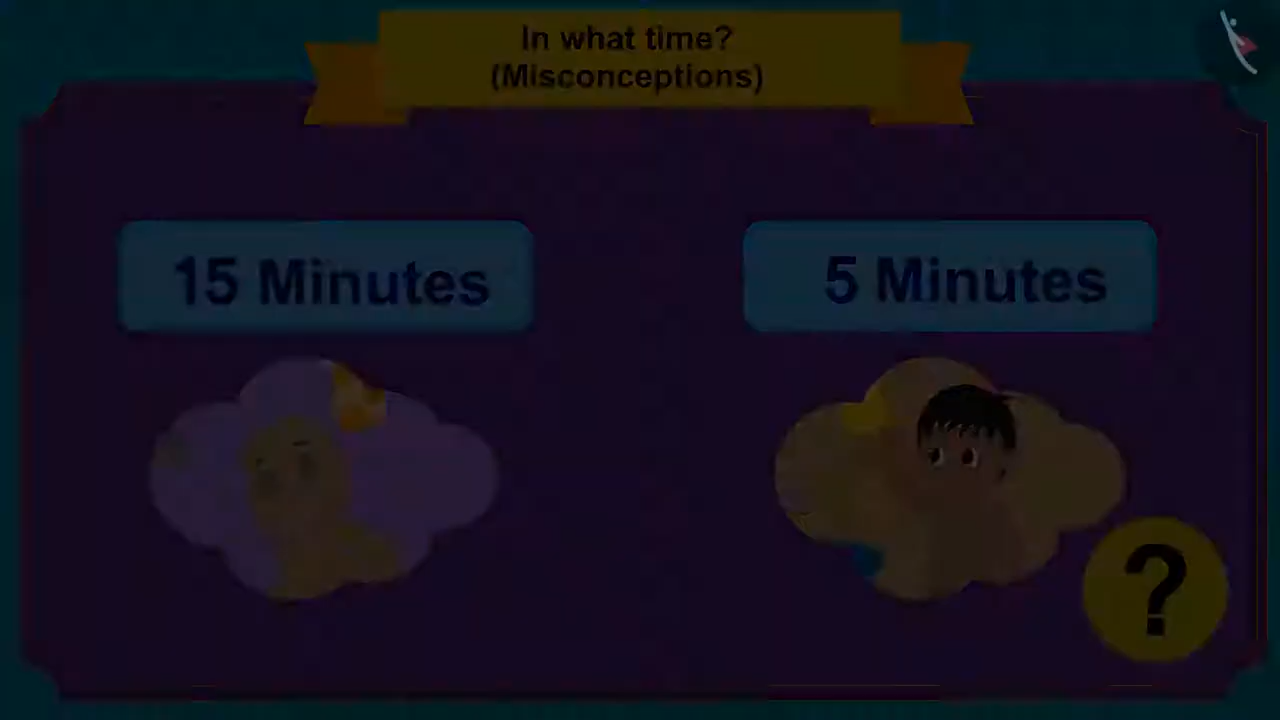 In what time?
(Misconceptions)
15 Minutes
5 Minutes
?